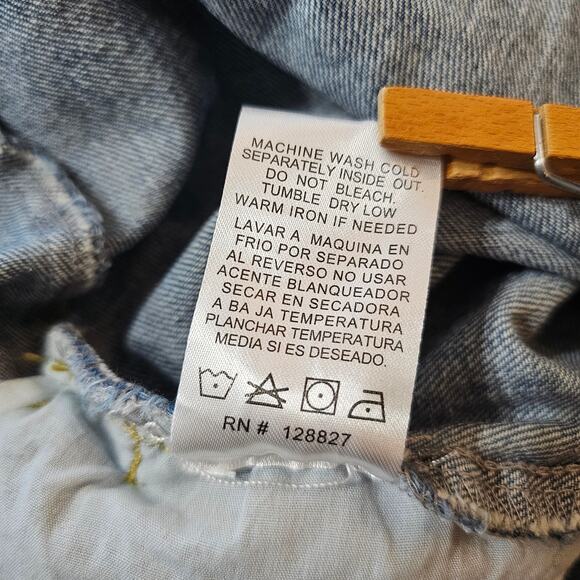 MACHINE WASH COLD
SEPARATELY INSIDE OUT.
DO NOT BLEACH.
TUMBLE DRY LOW
WARM IRON IF NEEDED
LAVAR A MAQUINA EN
FRIO POR SEPARADO
AL REVERSO NO USAR
ACENTE BLANQUEADOR
SECAR EN SECADORA
A BA JA TEMPERATURA
PLANCHAR TEMPERATURA
MEDIA SI ES DESEADO.
RN # 128827